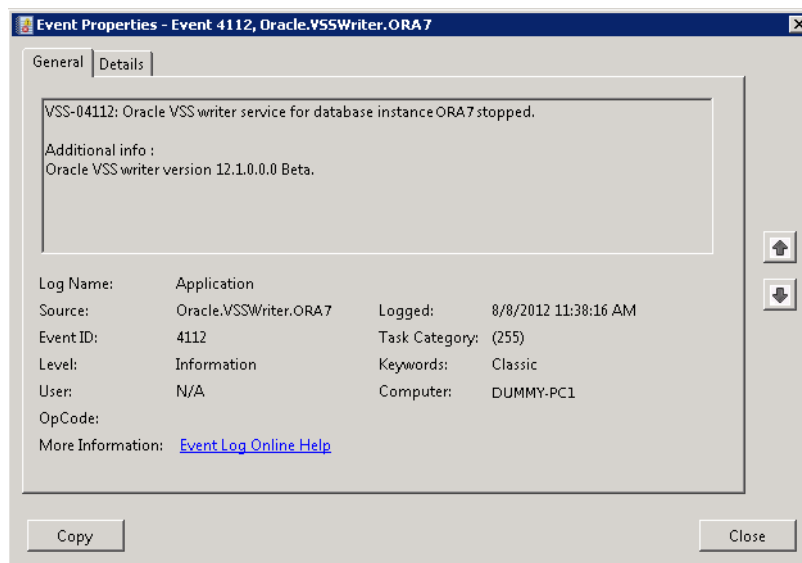 Event Properties - Event 4112, Oracle.VSSWriter.ORA7
General Details
VSS-04112: Oracle VSS writer service for database instance ORA7 stopped.
Additional info :
Oracle VSS writer version 12.1.0.0.0 Beta.
Log Name: Application
Source: Oracle.VSSWriter.ORA7 Logged: 8/8/2012 11:38:16 AM
Event ID: 4112 Task Category: (255)
Level: Information Keywords: Classic
User: N/A Computer: DUMMY-PC1
OpCode:
More Information: Event Log Online Help
Copy Close